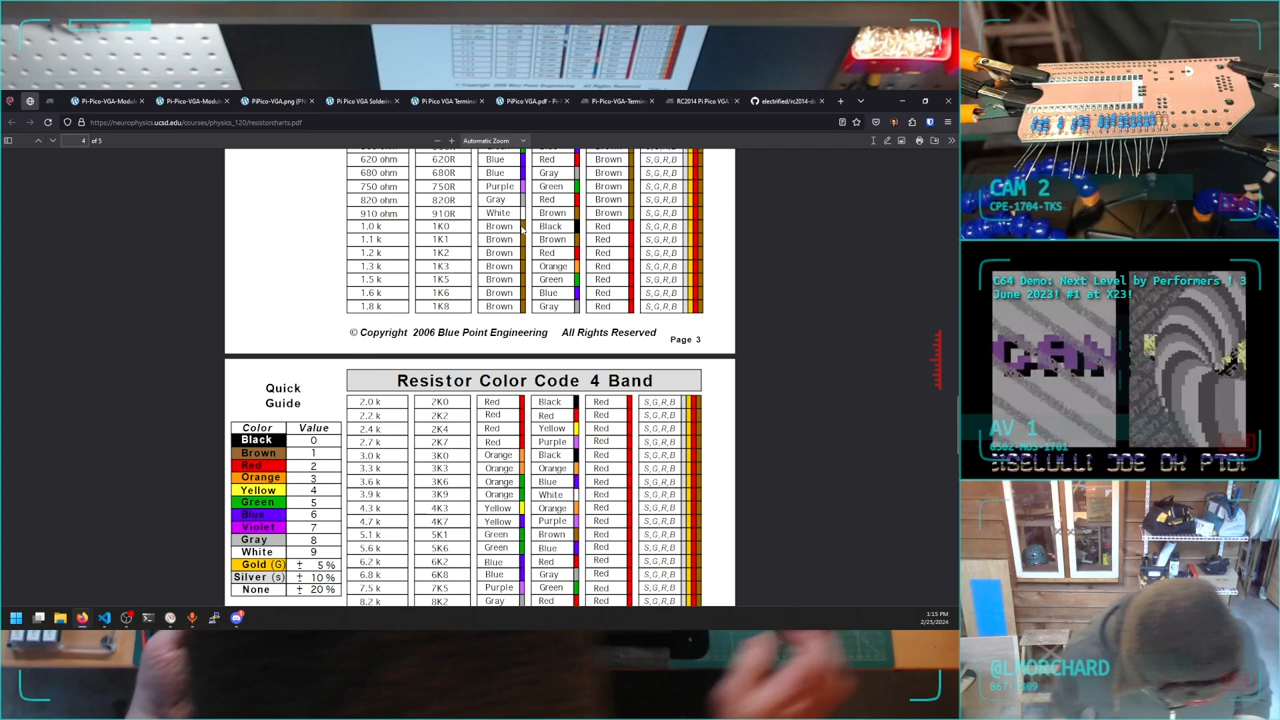 Pi-Pico-VGA-Modul
Pi-Pico-VGA-Modul
PiPico-VGA.png (PN
Pi Pico VGA Solderin
Pi Pico VGA Termina
PiPico VGA.pdf - Pi
Pi-Pico-VGA-Termin
RC2014 Pi Pico VGA
electrified/rc2014-d
https://neurophysics.ucsd.edu/courses/physics_120/resistorcharts.pdf
4 of 5
Automatic Zoom
620 ohm 620R Blue Red Brown S,G,R,B
680 ohm 680R Blue Gray Brown S,G,R,B
750 ohm 750R Purple Green Brown S,G,R,B
820 ohm 820R Gray Red Brown S,G,R,B
910 ohm 910R White Brown Brown S,G,R,B
1.0 k 1K0 Brown Black Red S,G,R,B
1.1 k 1K1 Brown Brown Red S,G,R,B
1.2 k 1K2 Brown Red Red S,G,R,B
1.3 k 1K3 Brown Orange Red S,G,R,B
1.5 k 1K5 Brown Green Red S,G,R,B
1.6 k 1K6 Brown Blue Red S,G,R,B
1.8 k 1K8 Brown Gray Red S,G,R,B
© Copyright 2006 Blue Point Engineering All Rights Reserved
Page 3
Quick
Guide
Color Value
Black 0
Brown 1
Red 2
Orange 3
Yellow 4
Green 5
Blue 6
Violet 7
Gray 8
White 9
Gold (G) ± 5 %
Silver (s) ± 10 %
None ± 20 %
Resistor Color Code 4 Band
2.0 k 2K0 Red Black Red S,G,R,B
2.2 k 2K2 Red Red Red S,G,R,B
2.4 k 2K4 Red Yellow Red S,G,R,B
2.7 k 2K7 Red Purple Red S,G,R,B
3.0 k 3K0 Orange Black Red S,G,R,B
3.3 k 3K3 Orange Orange Red S,G,R,B
3.6 k 3K6 Orange Blue Red S,G,R,B
3.9 k 3K9 Orange White Red S,G,R,B
4.3 k 4K3 Yellow Orange Red S,G,R,B
4.7 k 4K7 Yellow Purple Red S,G,R,B
5.1 k 5K1 Green Brown Red S,G,R,B
5.6 k 5K6 Green Blue Red S,G,R,B
6.2 k 6K2 Blue Red Red S,G,R,B
6.8 k 6K8 Blue Gray Red S,G,R,B
7.5 k 7K5 Purple Green Red S,G,R,B
8.2 k 8K2 Gray Red Red S,G,R,B
1:15 PM
2/25/2024
CAM 2
CPE-1704-TKS
C64 Demo: Next Level by Performers ! 3
June 2023! #1 at X23!
AV 1
6502-MOS-1701
@LMORCHARD